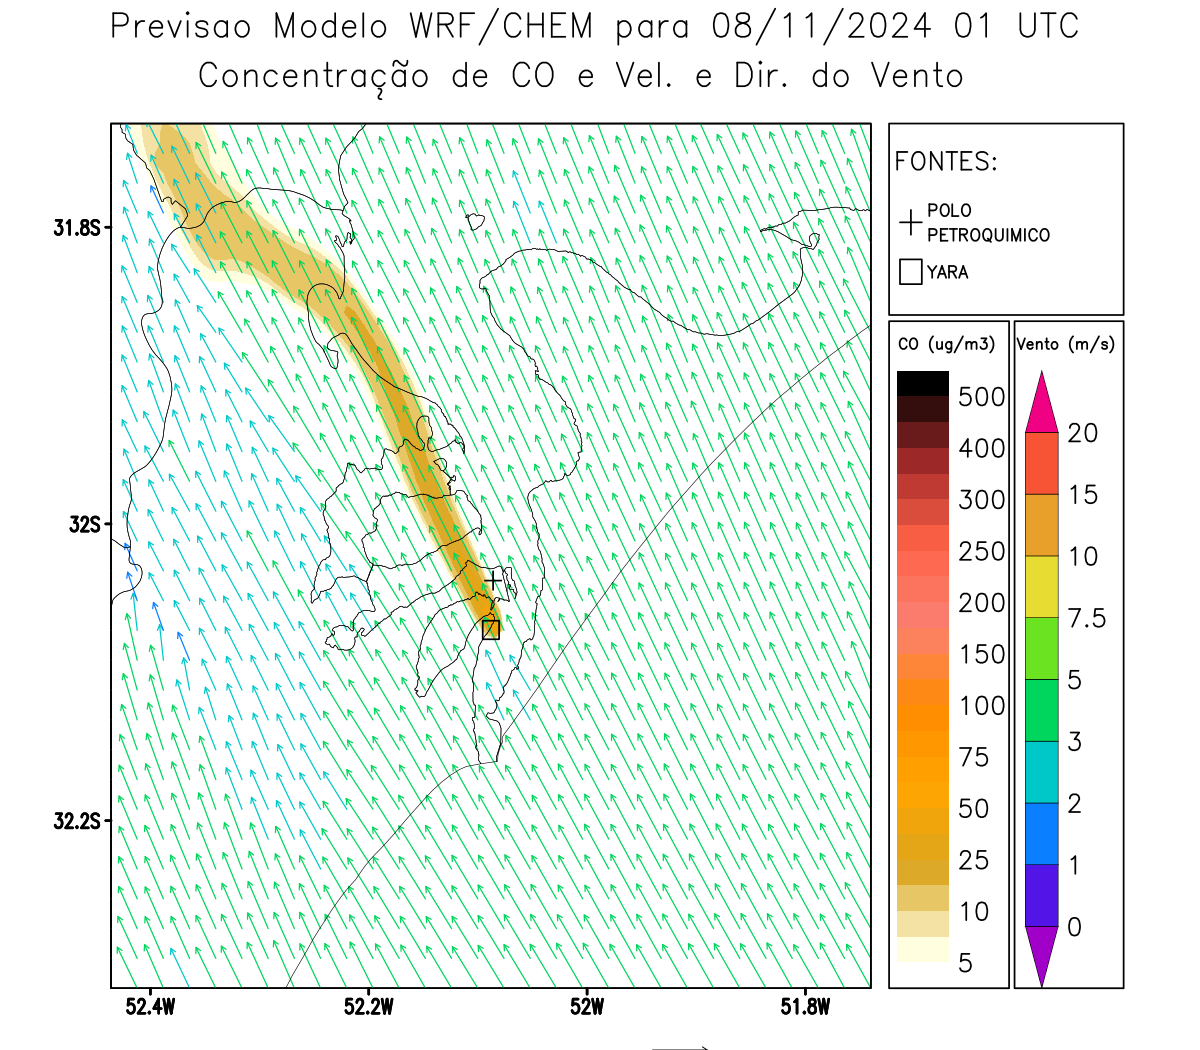 Previsao Modelo WRF/CHEM para 08/11/2024 01 UTC
Concentração de CO e Vel. e Dir. do Vento
FONTES:
POLO
PETROQUIMICO
YARA
CO (ug/m3)
500
400
300
250
200
150
100
75
50
25
10
5
Vento (m/s)
20
15
10
7.5
5
3
2
1
0
31.8S
32S
32.2S
52.4W
52.2W
52W
51.8W